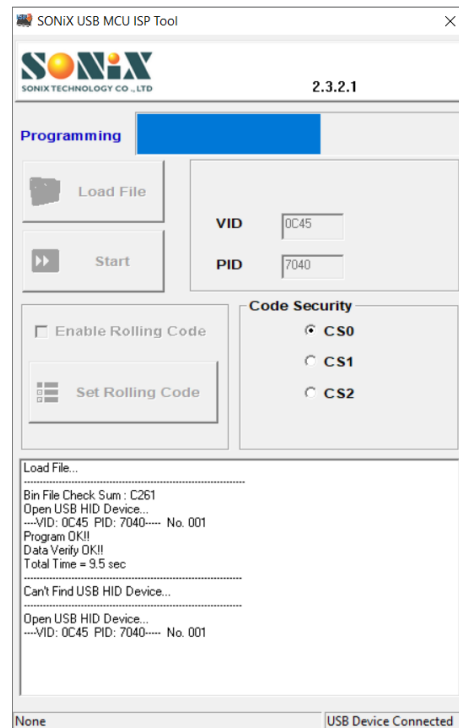 SONiX USB MCU ISP Tool
SONiX
SONIX TECHNOLOGY CO ., LTD
2.3.2.1
Programming
Load File
Start
VID 0C45
PID 7040
Enable Rolling Code
Set Rolling Code
Code Security
CS0
CS1
CS2
Load File...
----------------------------------------------------------------------
Bin File Check Sum : C261
Open USB HID Device...
----VID: 0C45 PID: 7040----- No. 001
Program OK!!
Data Verify OK!!
Total Time = 9.5 sec
----------------------------------------------------------------------
Can't Find USB HID Device...
----------------------------------------------------------------------
Open USB HID Device...
----VID: 0C45 PID: 7040----- No. 001
None
USB Device Connected